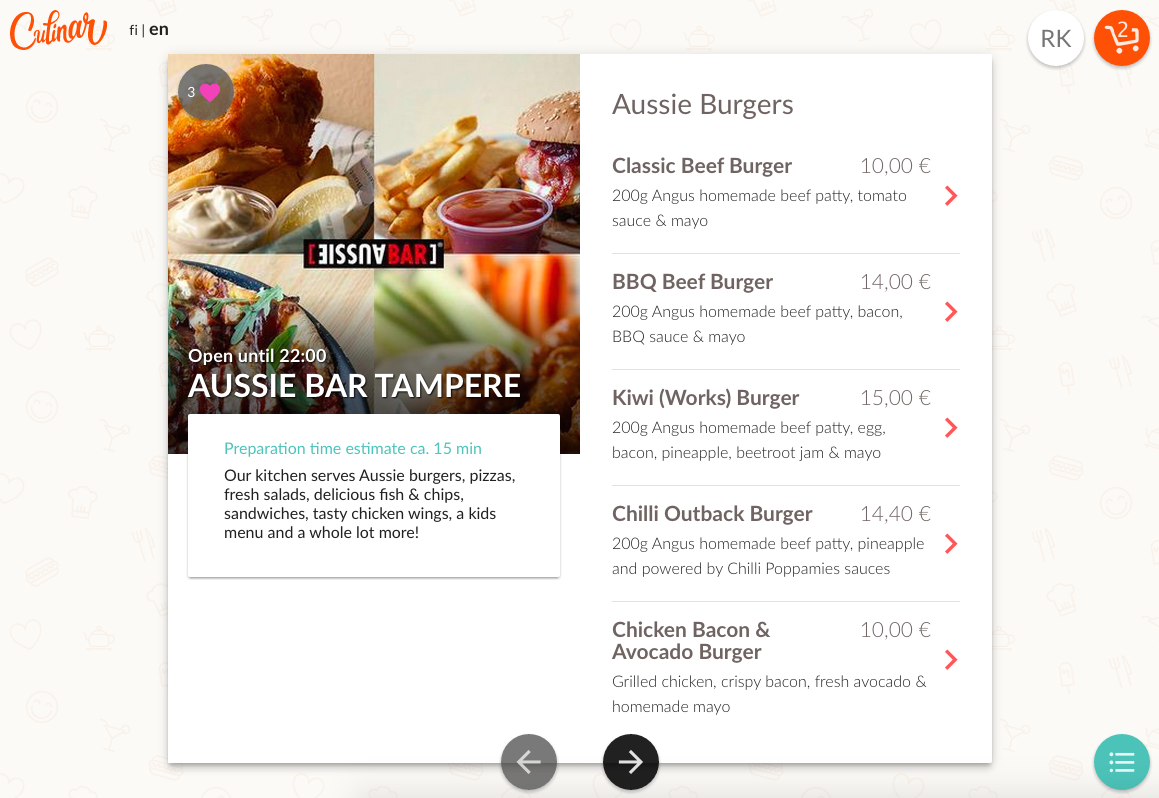 Culinar
fi | en
RK
2
3
[AUSSIE BAR]
Open until 22:00
AUSSIE BAR TAMPERE
Preparation time estimate ca. 15 min
Our kitchen serves Aussie burgers, pizzas,
fresh salads, delicious fish & chips,
sandwiches, tasty chicken wings, a kids
menu and a whole lot more!
Aussie Burgers
Classic Beef Burger 10,00 €
200g Angus homemade beef patty, tomato
sauce & mayo
BBQ Beef Burger 14,00 €
200g Angus homemade beef patty, bacon,
BBQ sauce & mayo
Kiwi (Works) Burger 15,00 €
200g Angus homemade beef patty, egg,
bacon, pineapple, beetroot jam & mayo
Chilli Outback Burger 14,40 €
200g Angus homemade beef patty, pineapple
and powered by Chilli Poppamies sauces
Chicken Bacon & 10,00 €
Avocado Burger
Grilled chicken, crispy bacon, fresh avocado &
homemade mayo